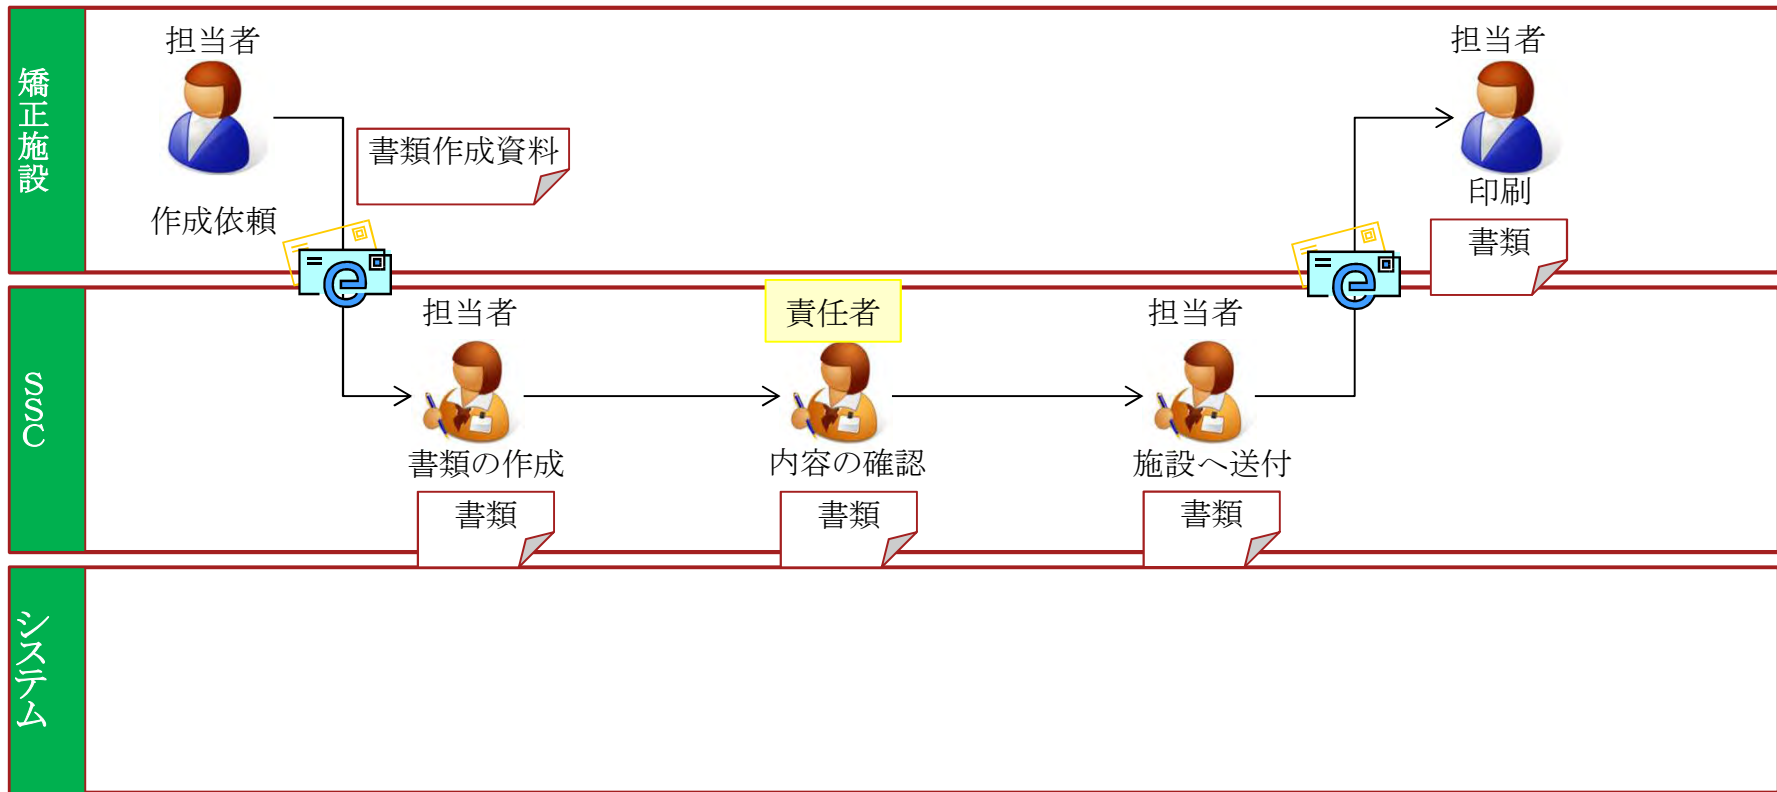 矯正施設
担当者
作成依頼
書類作成資料
担当者
印刷
書類
SSC
担当者
書類の作成
書類
責任者
内容の確認
書類
担当者
施設へ送付
書類
システム